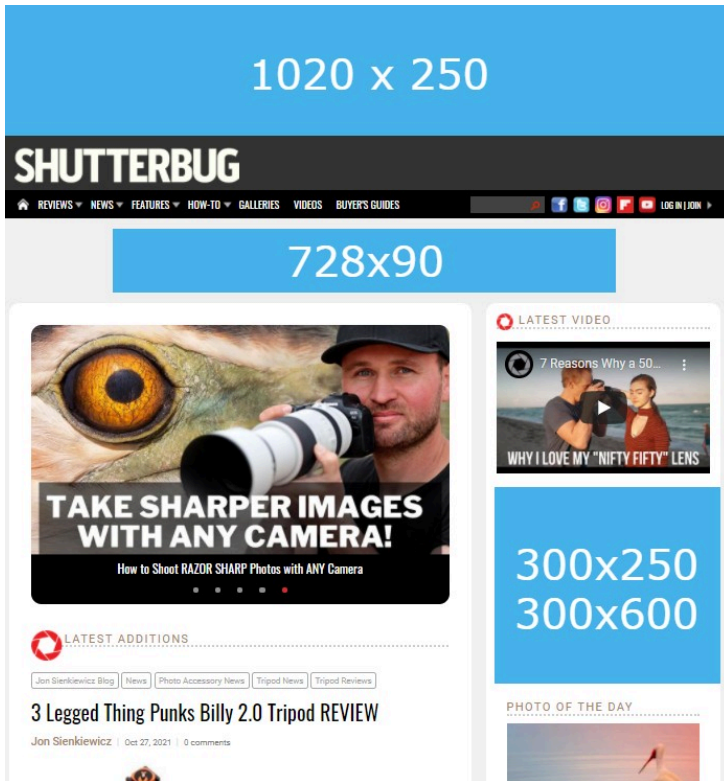 1020 x 250
SHUTTERBUG
REVIEWS NEWS FEATURES HOW-TO GALLERIES VIDEOS BUYER'S GUIDES LOG IN | JOIN
728x90
TAKE SHARPER IMAGES
WITH ANY CAMERA!
How to Shoot RAZOR SHARP Photos with ANY Camera
LATEST ADDITIONS
Jon Sienkiewicz Blog News Photo Accessory News Tripod News Tripod Reviews
3 Legged Thing Punks Billy 2.0 Tripod REVIEW
Jon Sienkiewicz | Oct 27, 2021 | 0 comments
LATEST VIDEO
7 Reasons Why a 50...
WHY I LOVE MY "NIFTY FIFTY" LENS
300x250
300x600
PHOTO OF THE DAY